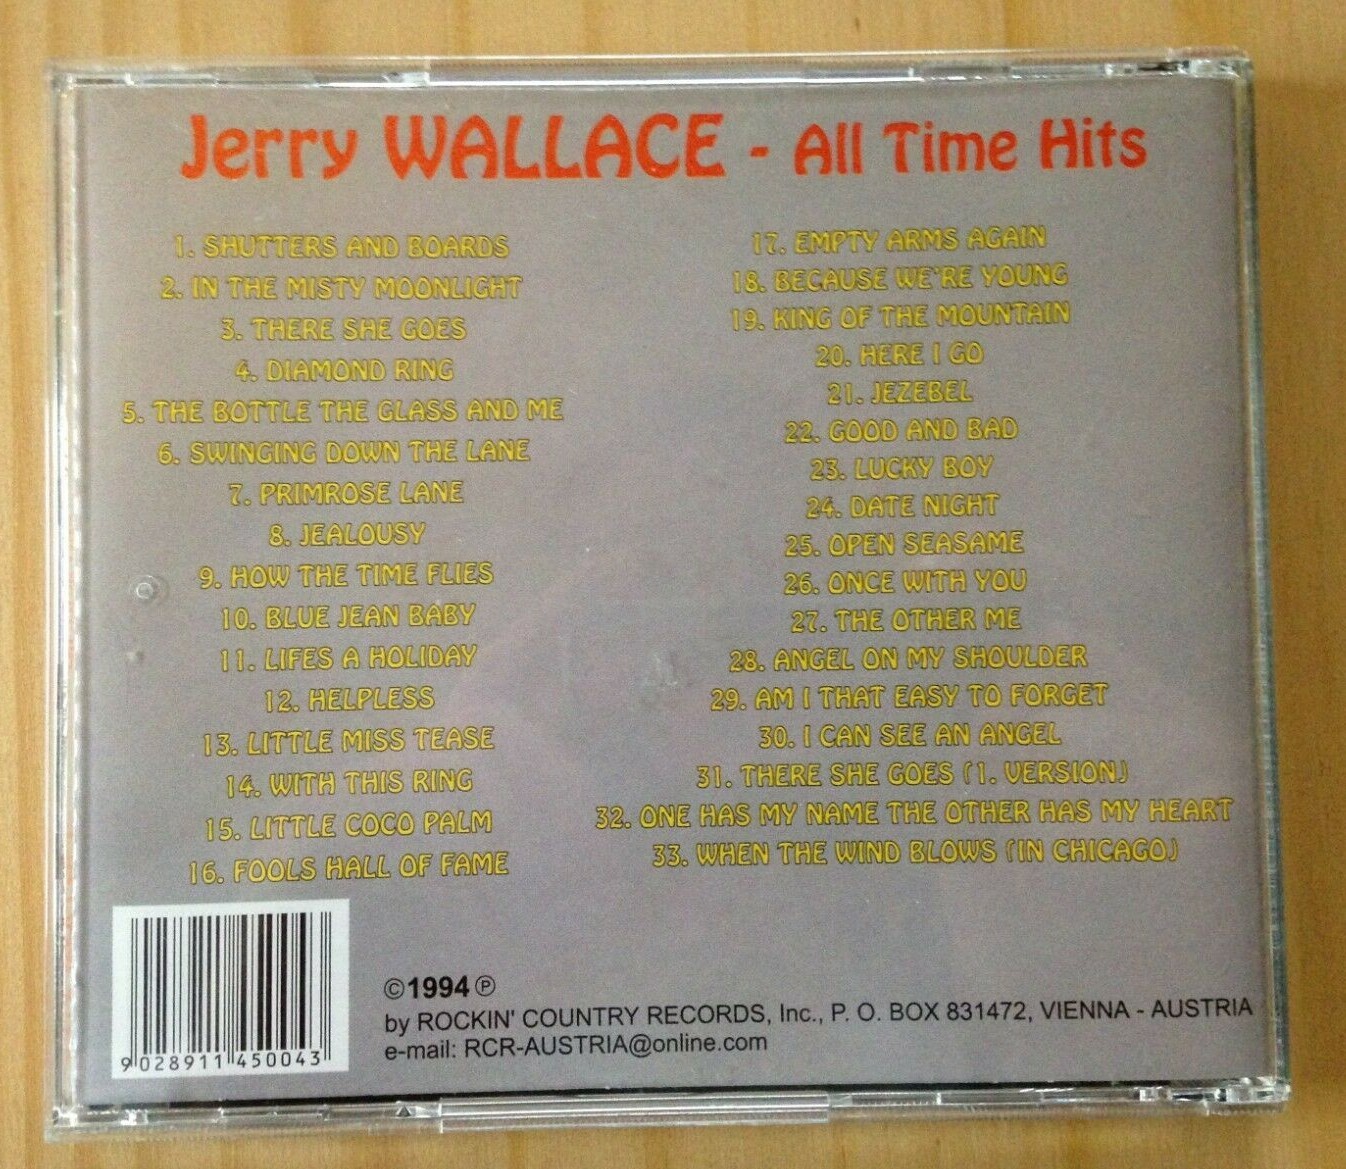 Jerry WALLACE - All Time Hits
1. SHUTTERS AND BOARDS
2. IN THE MISTY MOONLIGHT
3. THERE SHE GOES
4. DIAMOND RING
5. THE BOTTLE THE GLASS AND ME
6. SWINGING DOWN THE LANE
7. PRIMROSE LANE
8. JEALOUSY
9. HOW THE TIME FLIES
10. BLUE JEAN BABY
11. LIFES A HOLIDAY
12. HELPLESS
13. LITTLE MISS TEASE
14. WITH THIS RING
15. LITTLE COCO PALM
16. FOOLS HALL OF FAME
17. EMPTY ARMS AGAIN
18. BECAUSE WE'RE YOUNG
19. KING OF THE MOUNTAIN
20. HERE I GO
21. JEZEBEL
22. GOOD AND BAD
23. LUCKY BOY
24. DATE NIGHT
25. OPEN SEASAME
26. ONCE WITH YOU
27. THE OTHER ME
28. ANGEL ON MY SHOULDER
29. AM I THAT EASY TO FORGET
30. I CAN SEE AN ANGEL
31. THERE SHE GOES (1. VERSION)
32. ONE HAS MY NAME THE OTHER HAS MY HEART
33. WHEN THE WIND BLOWS (IN CHICAGO)
9 028911 450043
©1994℗
by ROCKIN' COUNTRY RECORDS, Inc., P. O. BOX 831472, VIENNA - AUSTRIA
e-mail: RCR-AUSTRIA@online.com